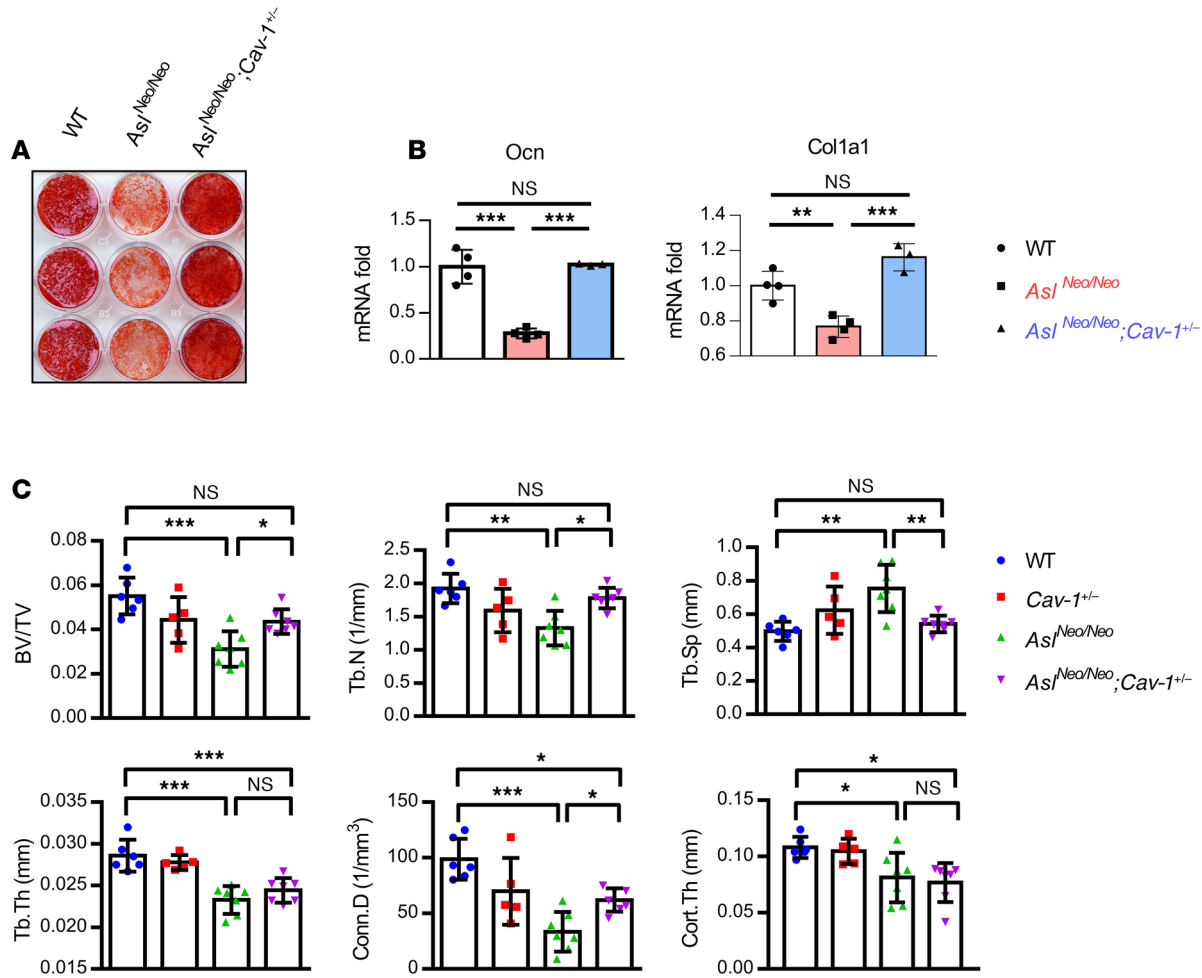 WT
Asl Neo/Neo
Asl Neo/Neo;Cav-1+/–
A
B
Ocn
NS
*** ***
mRNA fold
1.5
1.0
0.5
0.0
Col1a1
NS
** ***
mRNA fold
1.4
1.2
1.0
0.8
0.6
WT
Asl Neo/Neo
Asl Neo/Neo;Cav-1+/–
C
NS
*** *
BV/TV
0.08
0.06
0.04
0.02
0.00
NS
** *
Tb.N (1/mm)
2.5
2.0
1.5
1.0
0.5
0.0
NS
** **
Tb.Sp (mm)
1.0
0.8
0.6
0.4
0.2
0.0
WT
Cav-1+/–
Asl Neo/Neo
Asl Neo/Neo;Cav-1+/–
***
*** NS
Tb.Th (mm)
0.035
0.030
0.025
0.020
0.015
*
*** *
Conn.D (1/mm³)
150
100
50
0
*
* NS
Cort.Th (mm)
0.15
0.10
0.05
0.00